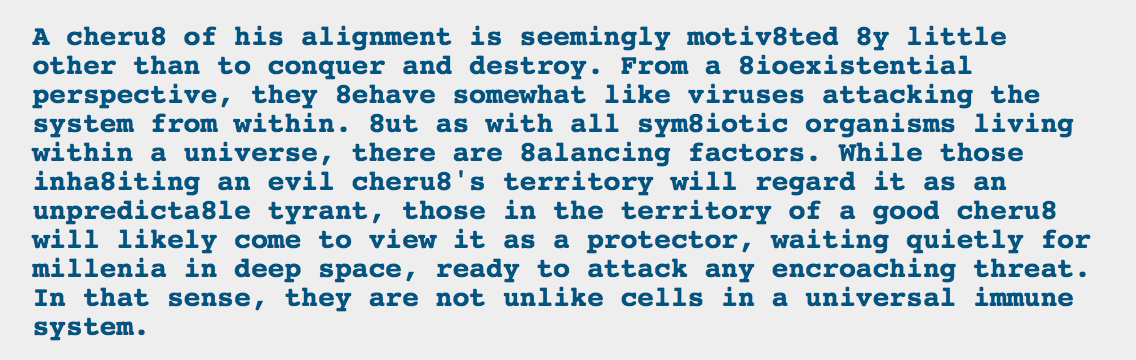 A cheru8 of his alignment is seemingly motiv8ted 8y little
other than to conquer and destroy. From a 8ioexistential
perspective, they 8ehave somewhat like viruses attacking the
system from within. 8ut as with all sym8iotic organisms living
within a universe, there are 8alancing factors. While those
inha8iting an evil cheru8's territory will regard it as an
unpredicta8le tyrant, those in the territory of a good cheru8
will likely come to view it as a protector, waiting quietly for
millenia in deep space, ready to attack any encroaching threat.
In that sense, they are not unlike cells in a universal immune
system.